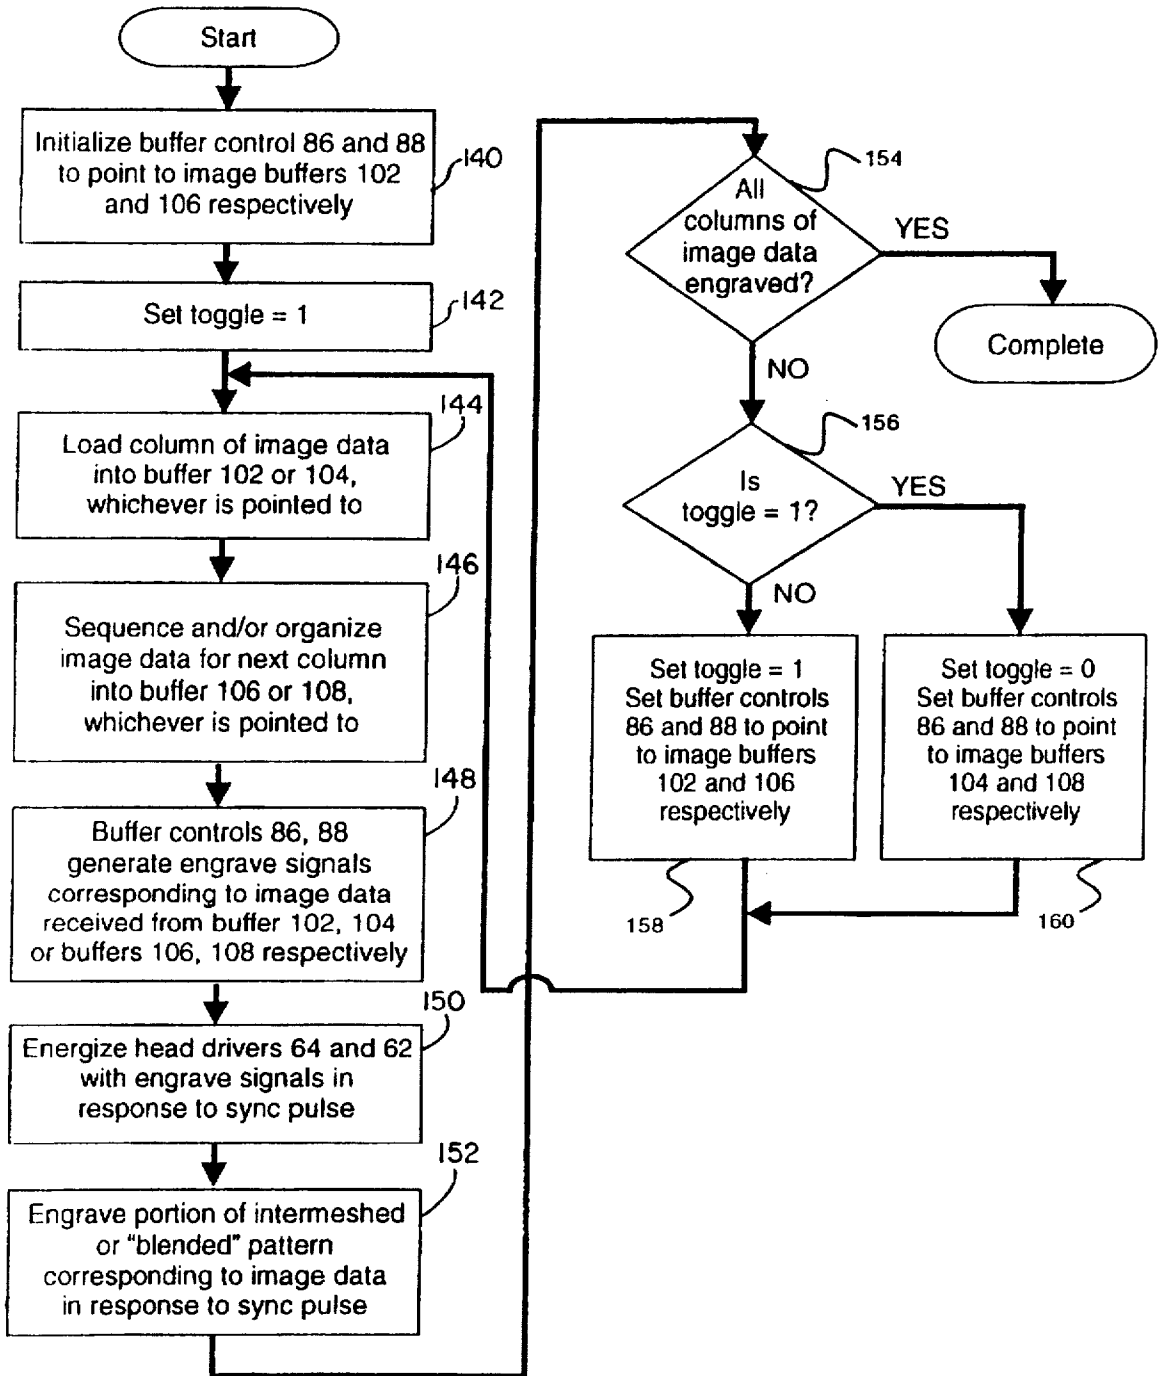 Start
Initialize buffer control 86 and 88
to point to image buffers 102
and 106 respectively
140
Set toggle = 1
142
144
Load column of image data
into buffer 102 or 104,
whichever is pointed to
146
Sequence and/or organize
image data for next column
into buffer 106 or 108,
whichever is pointed to
148
Buffer controls 86, 88
generate engrave signals
corresponding to image data
received from buffer 102, 104
or buffers 106, 108 respectively
150
Energize head drivers 64 and 62
with engrave signals in
response to sync pulse
152
Engrave portion of intermeshed
or "blended" pattern
corresponding to image data
in response to sync pulse
154
All
columns of
image data
engraved?
YES
Complete
NO
156
Is
toggle = 1?
YES
NO
Set toggle = 1
Set buffer controls
86 and 88 to point
to image buffers
102 and 106
respectively
158
Set toggle = 0
Set buffer controls
86 and 88 to point
to image buffers
104 and 108
respectively
160